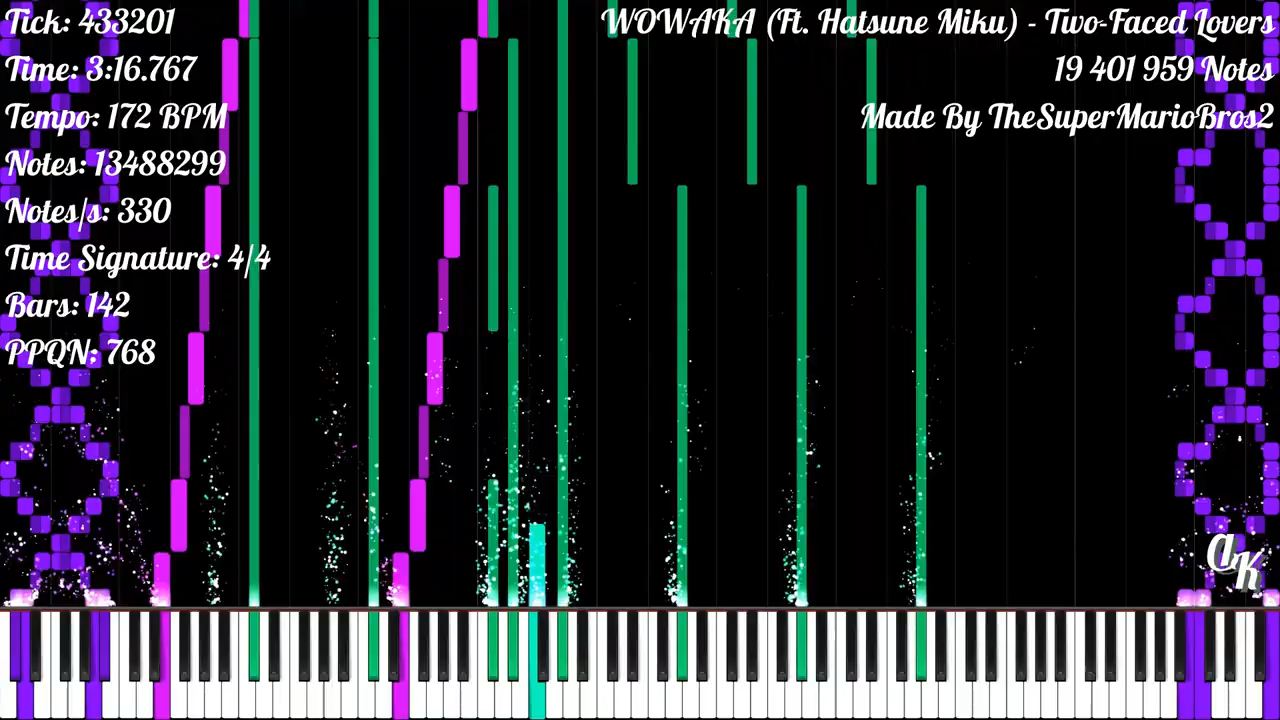 Tick: 433201
Time: 3:16.767
Tempo: 172 BPM
Notes: 13488299
Notes/s: 330
Time Signature: 4/4
Bars: 142
PPQN: 768
WOWAKA (Ft. Hatsune Miku) - Two-Faced Lovers
19 401 959 Notes
Made By TheSuperMarioBros2
AK